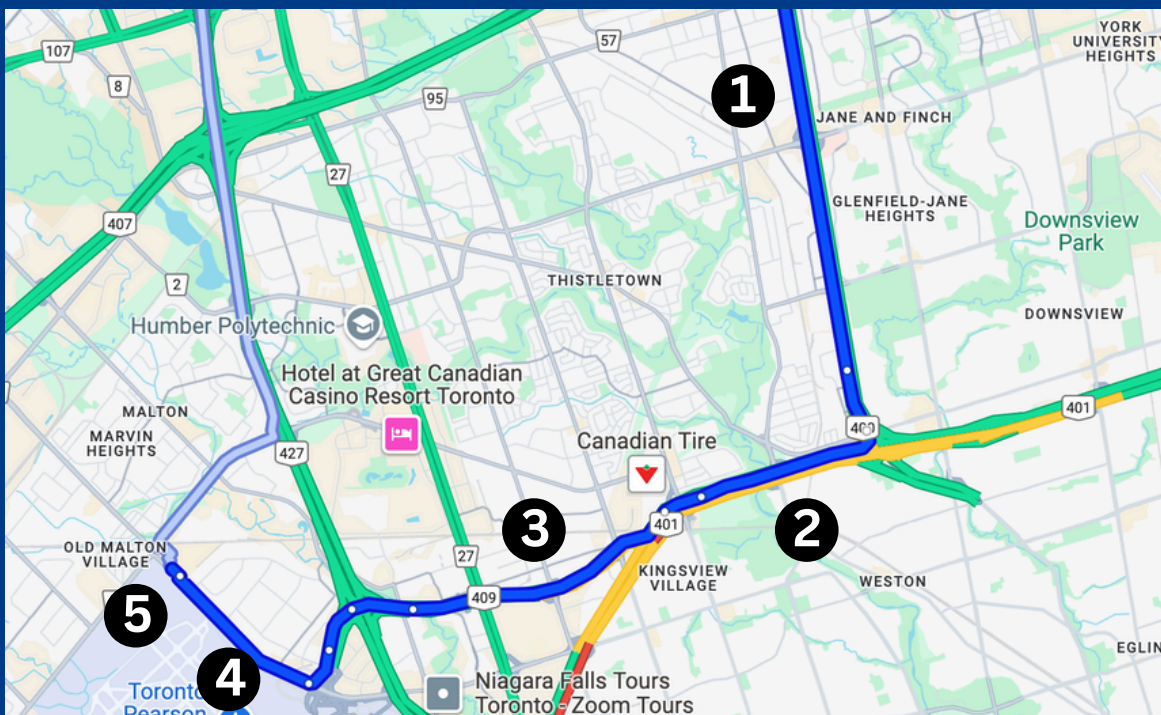 YORK
UNIVERSITY
HEIGHTS
57
107
8
95
1
JANE AND FINCH
27
GLENFIELD-JANE
HEIGHTS
Downsview
Park
407
THISTLETOWN
2
DOWNSVIEW
Humber Polytechnic
Hotel at Great Canadian
Casino Resort Toronto
MALTON
401
MARVIN
HEIGHTS
400
Canadian Tire
427
401
3
2
OLD MALTON
VILLAGE
27
KINGSVIEW
VILLAGE
WESTON
409
5
EGLIN
4
Toronto
Pearson
Niagara Falls Tours
Toronto - Zoom Tours